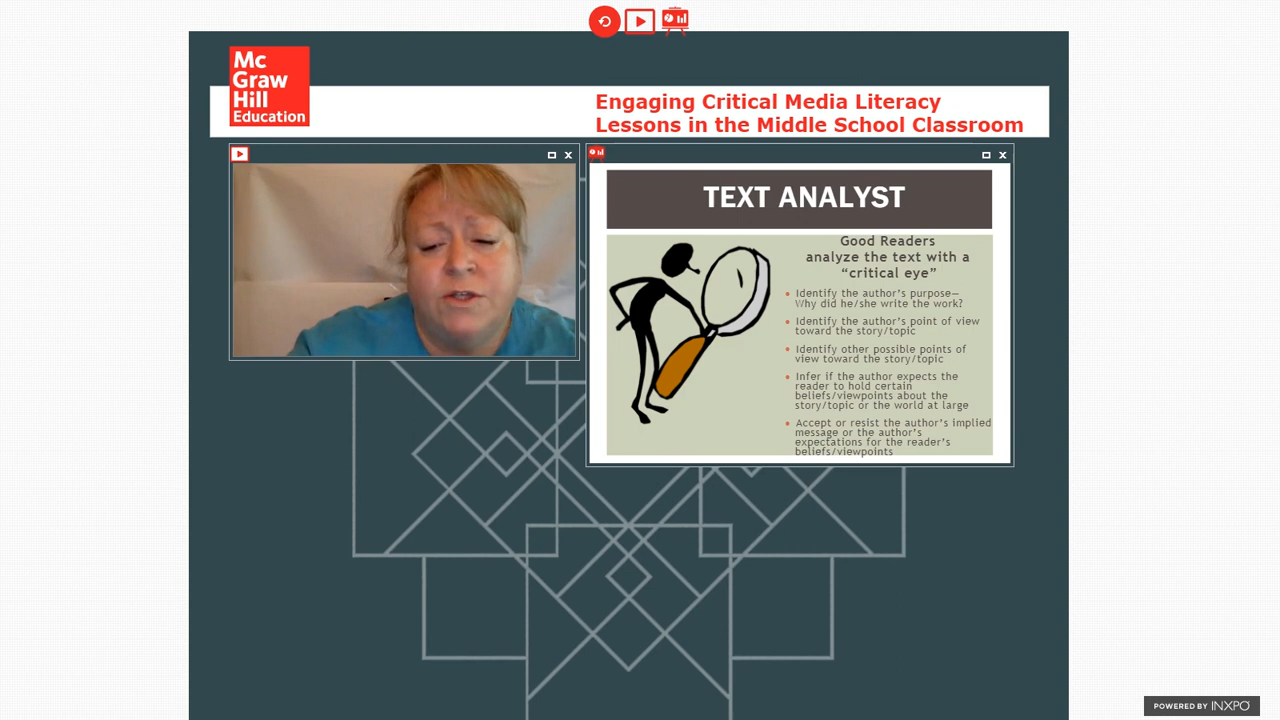 Mc
Graw
Hill
Education
Engaging Critical Media Literacy
Lessons in the Middle School Classroom
TEXT ANALYST
Good Readers
analyze the text with a
“critical eye”
• Identify the author’s purpose—
Why did he/she write the work?
• Identify the author’s point of view
toward the story/topic
• Identify other possible points of
view toward the story/topic
• Infer if the author expects the
reader to hold certain
beliefs/viewpoints about the
story/topic or the world at large
• Accept or resist the author’s implied
message or the author’s
expectations for the reader’s
beliefs/viewpoints
POWERED BY INXPO